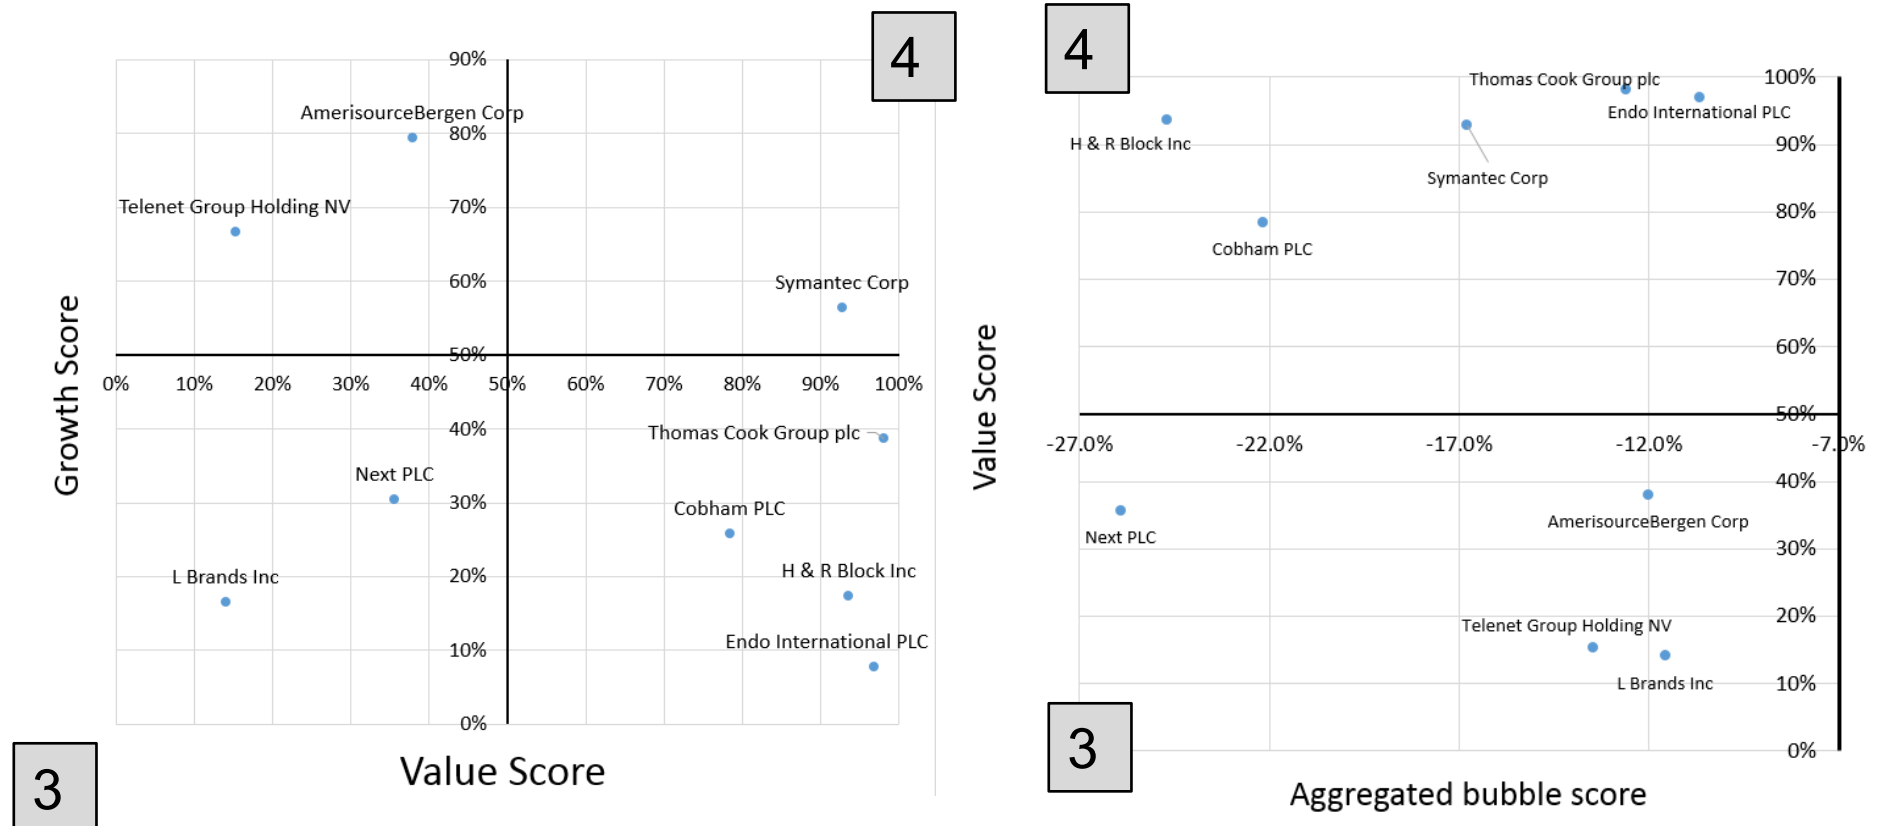 4
90%
AmerisourceBergen Corp
80%
Telenet Group Holding NV
70%
60%
Symantec Corp
50%
0%
10%
20%
30%
40%
50%
60%
70%
80%
90%
100%
40%
Thomas Cook Group plc
Next PLC
30%
Cobham PLC
L Brands Inc
20%
H & R Block Inc
Endo International PLC
10%
0%
Growth Score
Value Score
3
4
Thomas Cook Group plc
100%
Endo International PLC
H & R Block Inc
90%
Symantec Corp
80%
Cobham PLC
70%
60%
50%
-27.0%
-22.0%
-17.0%
-12.0%
-7.0%
40%
AmerisourceBergen Corp
Next PLC
30%
20%
Telenet Group Holding NV
L Brands Inc
10%
0%
Value Score
3
Aggregated bubble score